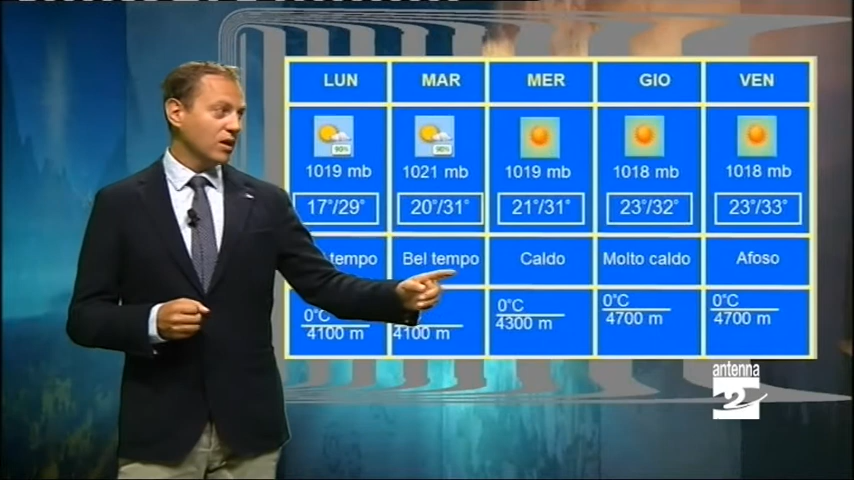 LUN MAR MER GIO VEN
90% 90%
1019 mb 1021 mb 1019 mb 1018 mb 1018 mb
17°/29° 20°/31° 21°/31° 23°/32° 23°/33°
tempo Bel tempo Caldo Molto caldo Afoso
0°C 0°C 0°C 0°C
4100 m 4100 m 4300 m 4700 m 4700 m
antenna
2